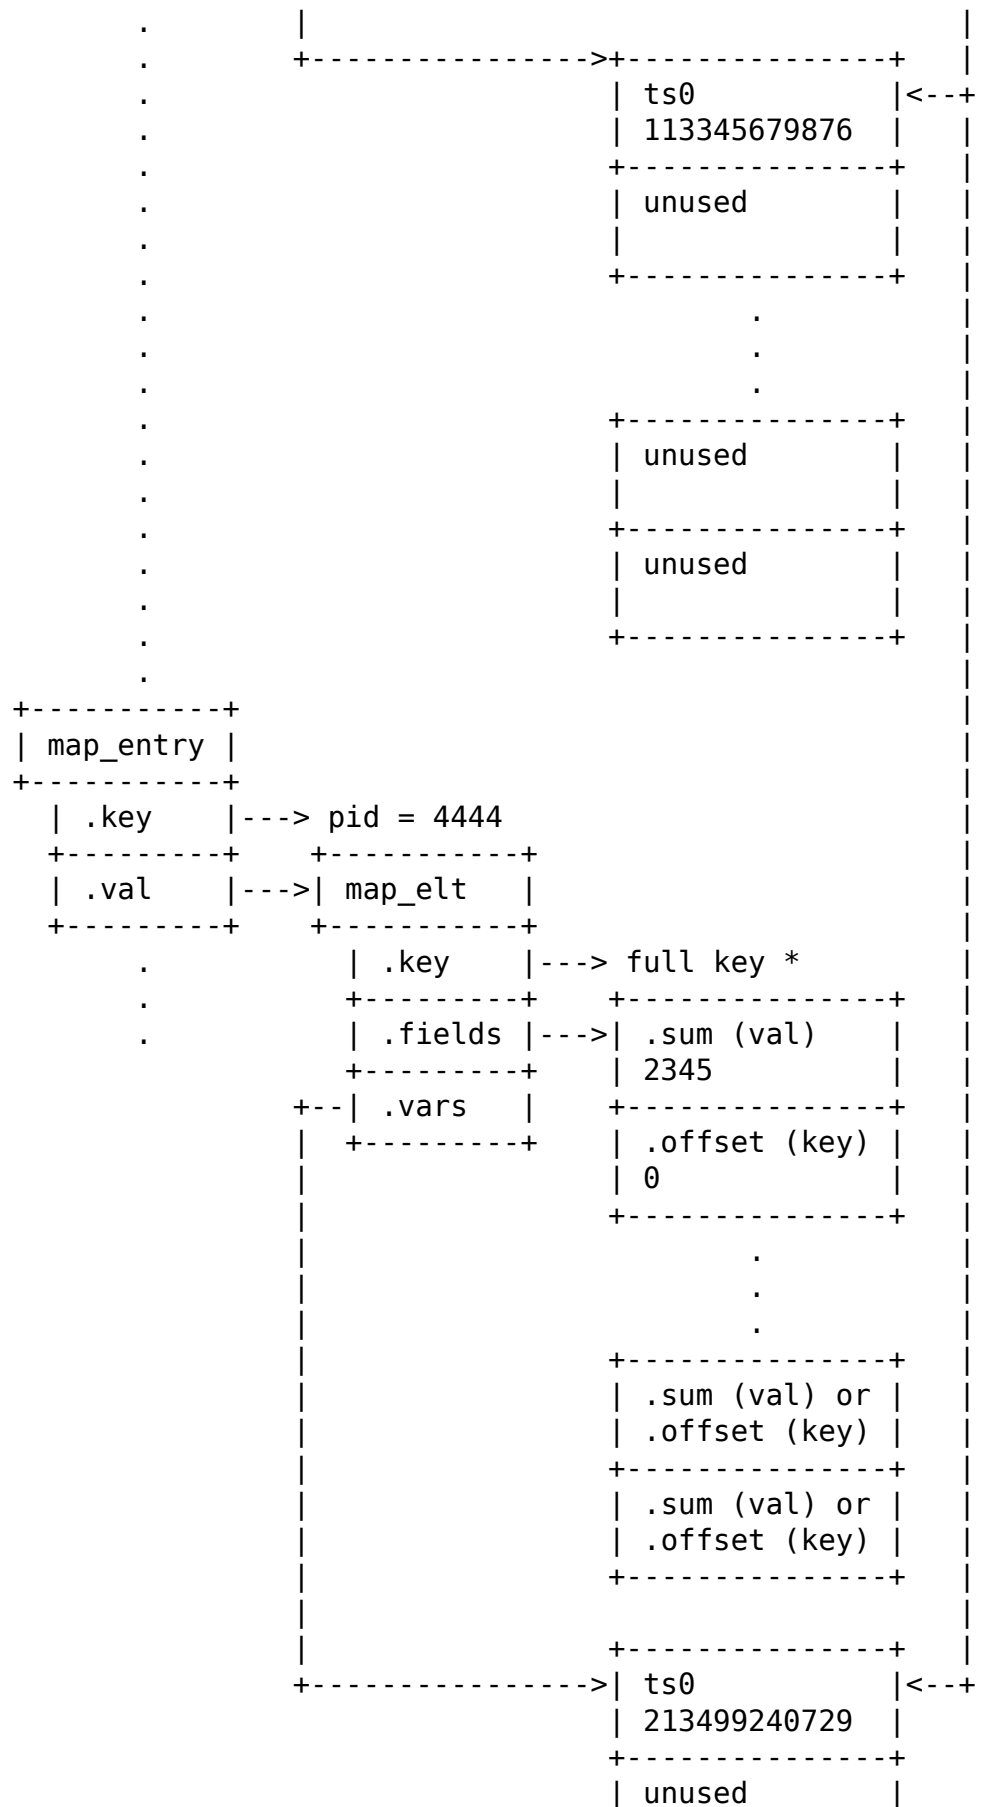 .         |                                       |
.         +----------------->+---------------+   |
.                            | ts0           |<--+
.                            | 113345679876  |   |
.                            +---------------+   |
.                            | unused        |   |
.                            |               |   |
.                            +---------------+   |
.                                    .           |
.                                    .           |
.                                    .           |
.                            +---------------+   |
.                            | unused        |   |
.                            |               |   |
.                            +---------------+   |
.                            | unused        |   |
.                            |               |   |
.                            +---------------+   |
.                                                |
+-----------+                                        |
| map_entry |                                        |
+-----------+                                        |
| .key    |---> pid = 4444                         |
+---------+    +-----------+                       |
| .val    |--->| map_elt   |                       |
+---------+    +-----------+                       |
.           | .key    |---> full key *         |
.           +---------+    +---------------+   |
.           | .fields |--->| .sum (val)    |   |
+---------+    | 2345          |   |
+--| .vars   |    +---------------+   |
|  +---------+    | .offset (key) |   |
|                 | 0             |   |
|                 +---------------+   |
|                         .           |
|                         .           |
|                         .           |
|                 +---------------+   |
|                 | .sum (val) or |   |
|                 | .offset (key) |   |
|                 +---------------+   |
|                 | .sum (val) or |   |
|                 | .offset (key) |   |
|                 +---------------+   |
|                                     |
|                 +---------------+   |
+---------------->| ts0           |<--+
| 213499240729  |
+---------------+
| unused        |